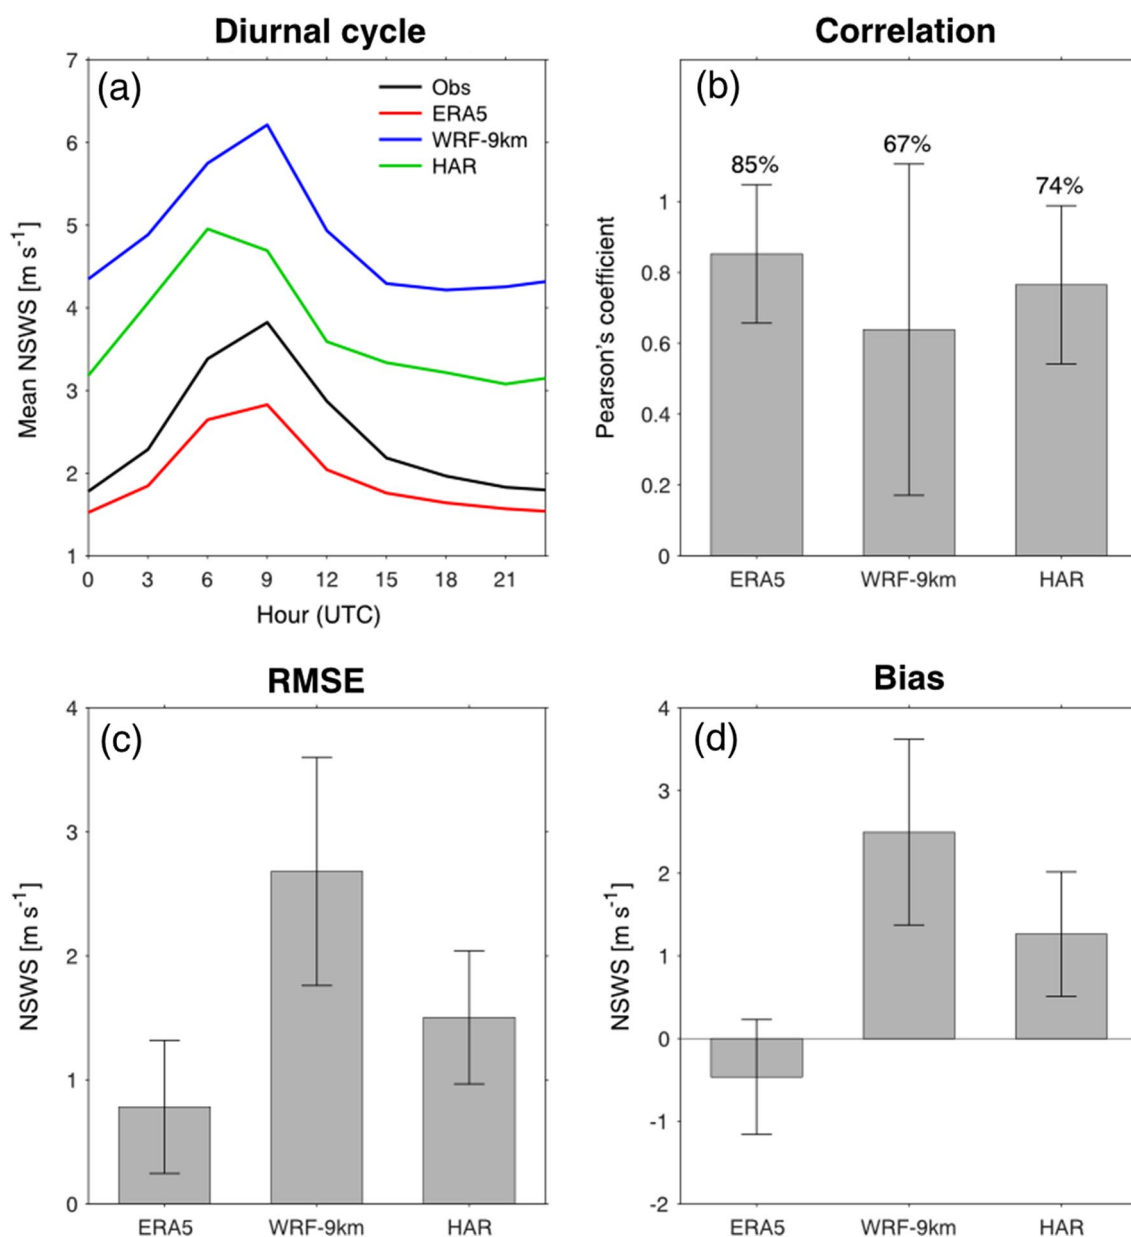 Diurnal cycle
(a)
Obs
ERA5
WRF-9km
HAR
7
6
5
4
3
2
1
Mean NSWS [m s-1]
0 3 6 9 12 15 18 21
Hour (UTC)
Correlation
(b)
85%
67%
74%
1
0.8
0.6
0.4
0.2
0
Pearson's coefficient
ERA5 WRF-9km HAR
RMSE
(c)
4
3
2
1
0
NSWS [m s-1]
ERA5 WRF-9km HAR
Bias
(d)
4
3
2
1
0
-1
-2
NSWS [m s-1]
ERA5 WRF-9km HAR